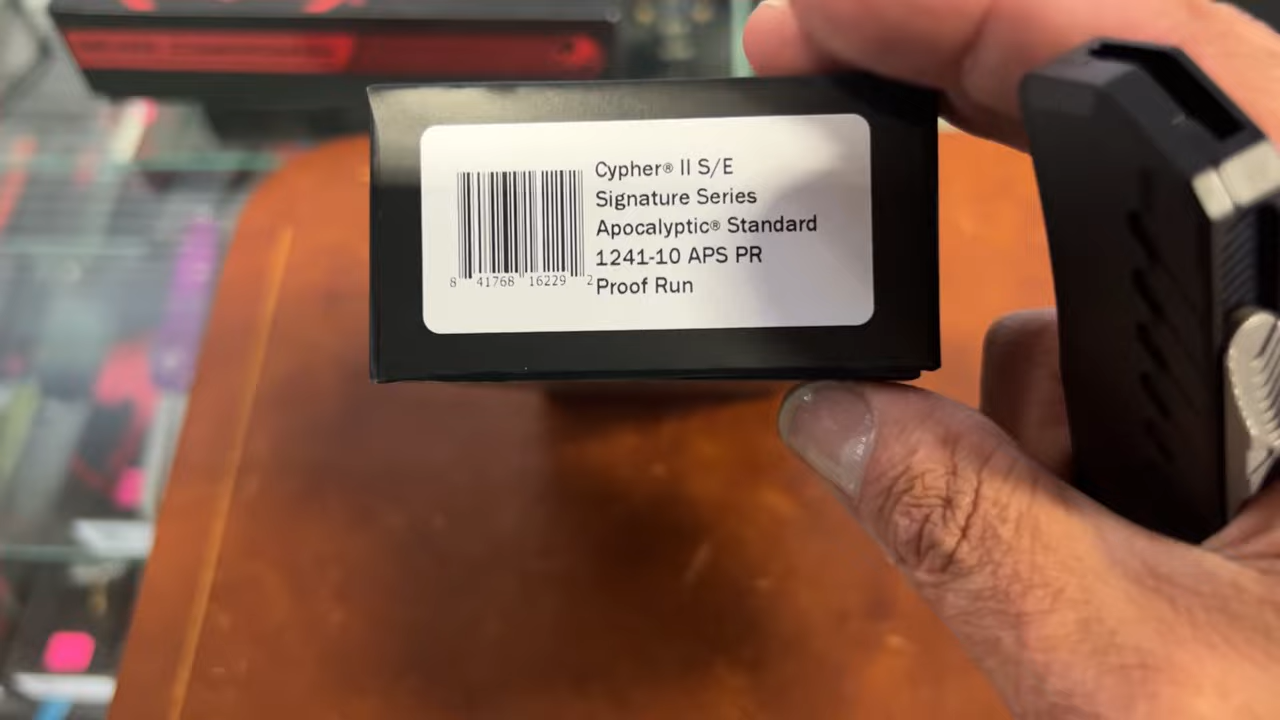 Cypher® II S/E
Signature Series
Apocalyptic® Standard
1241-10 APS PR
Proof Run
8 41768 16229 2